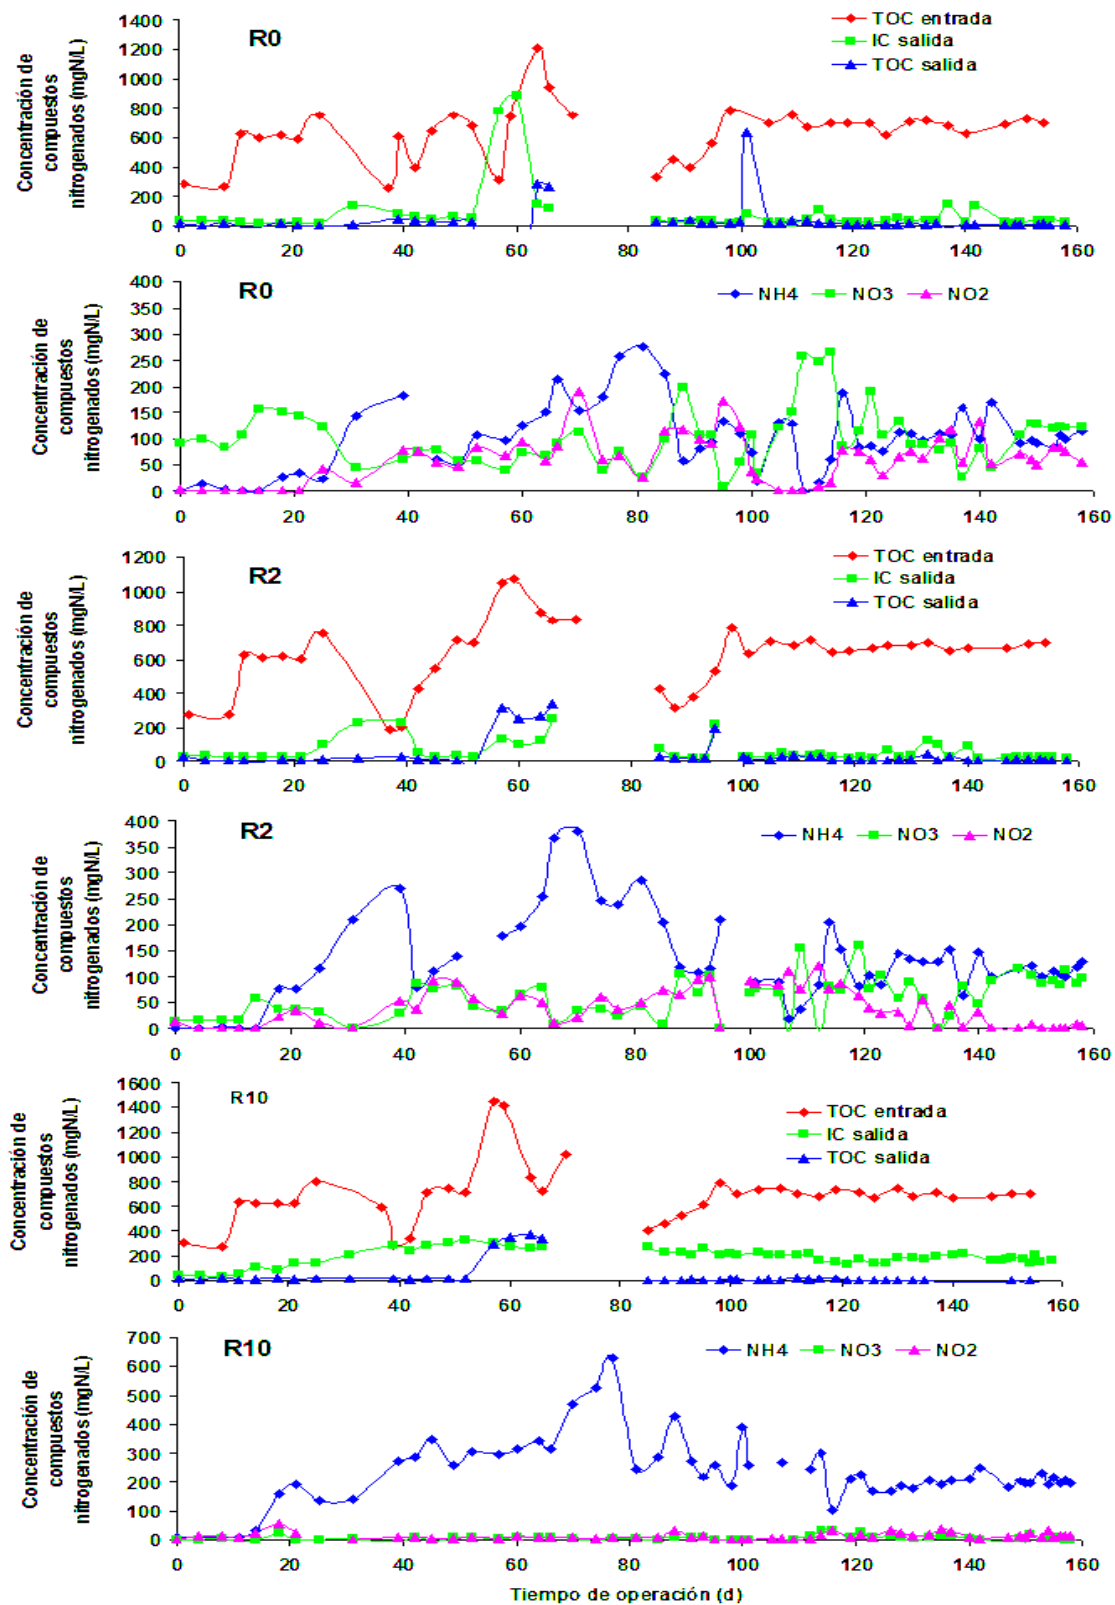 R0
TOC entrada
IC salida
TOC salida
Concentración de
compuestos
nitrogenados (mgN/L)
1400
1200
1000
800
600
400
200
0
0 20 40 60 80 100 120 140 160
R0
NH4 NO3 NO2
Concentración de
compuestos
nitrogenados (mgN/L)
400
350
300
250
200
150
100
50
0
0 20 40 60 80 100 120 140 160
R2
TOC entrada
IC salida
TOC salida
Concentración de
compuestos
nitrogenados (mgN/L)
1200
1000
800
600
400
200
0
0 20 40 60 80 100 120 140 160
R2
NH4 NO3 NO2
Concentración de
compuestos
nitrogenados (mgN/L)
400
350
300
250
200
150
100
50
0
0 20 40 60 80 100 120 140 160
R10
TOC entrada
IC salida
TOC salida
Concentración de
compuestos
nitrogenados (mgN/L)
1600
1400
1200
1000
800
600
400
200
0
0 20 40 60 80 100 120 140 160
R10
NH4 NO3 NO2
Concentración de
compuestos
nitrogenados (mgN/L)
700
600
500
400
300
200
100
0
0 20 40 60 80 100 120 140 160
Tiempo de operación (d)